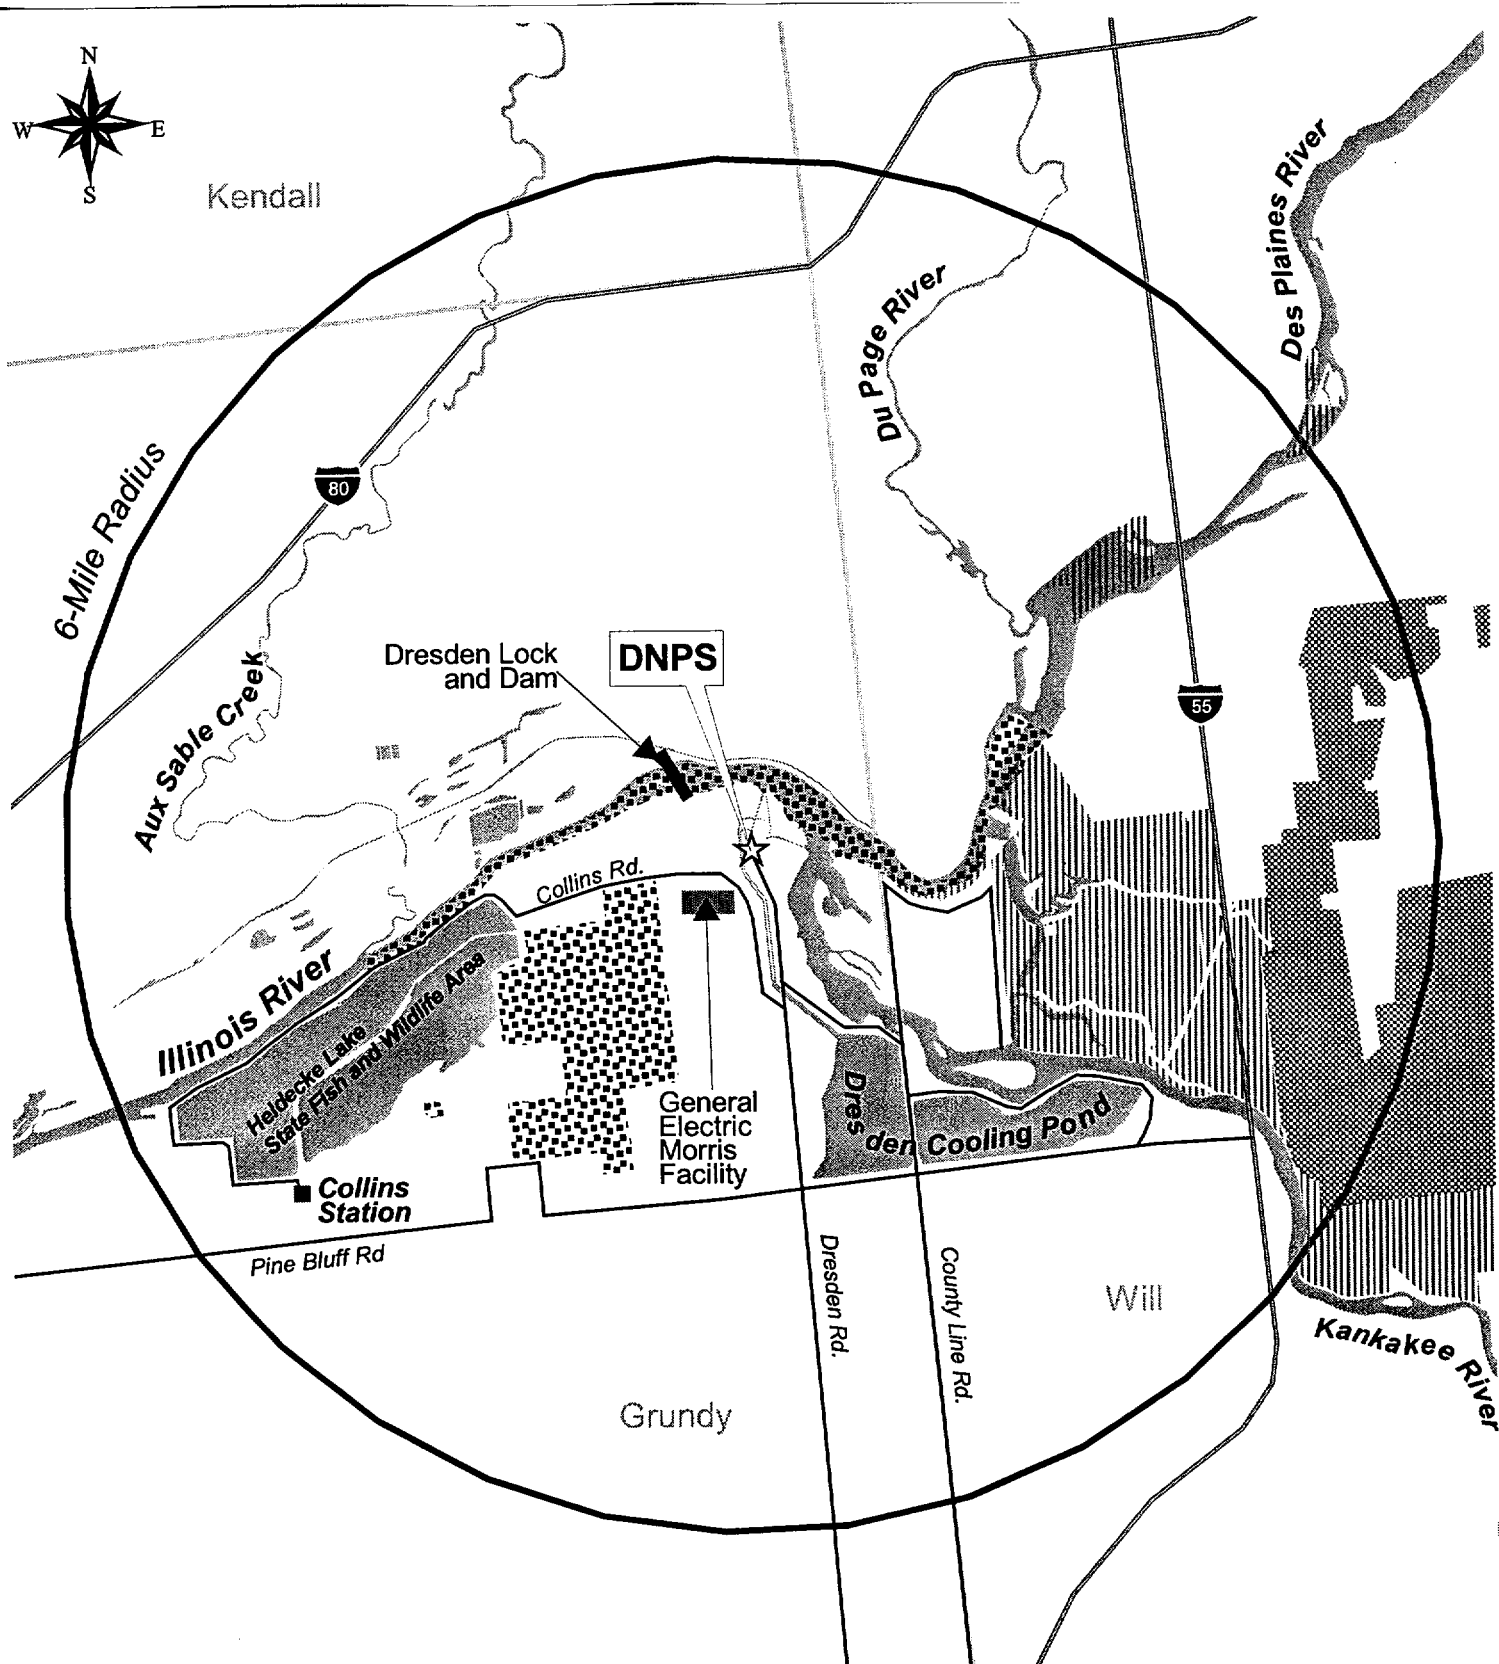 N
W E
S
Kendall
Des Plaines River
Du Page River
6-Mile Radius
80
Dresden Lock
and Dam
DNPS
55
Aux Sable Creek
Collins Rd.
Illinois River
Heidecke Lake
State Fish and Wildlife Area
General
Electric
Morris
Facility
Dresden Cooling Pond
Collins
Station
Pine Bluff Rd
Dresden Rd.
County Line Rd.
Will
Kankakee River
Grundy